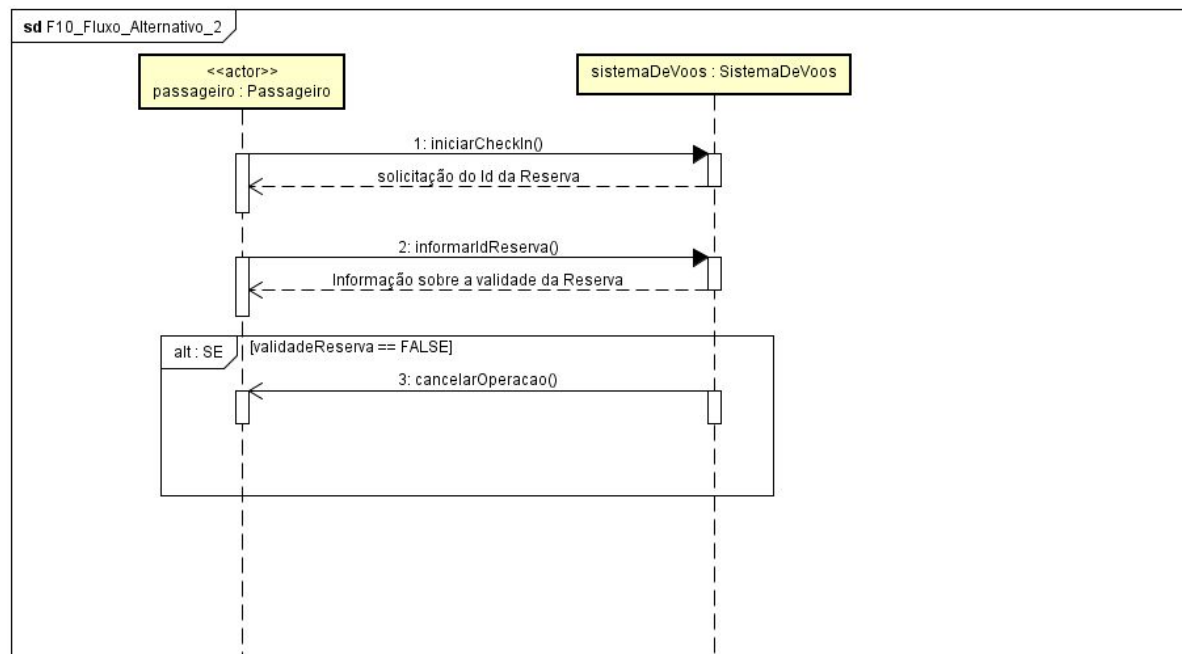 sd F10_Fluxo_Alternativo_2
<<actor>>
passageiro : Passageiro
sistemaDeVoos : SistemaDeVoos
1: iniciarCheckIn()
solicitação do Id da Reserva
2: informarIdReserva()
Informação sobre a validade da Reserva
alt : SE
[validadeReserva == FALSE]
3: cancelarOperacao()